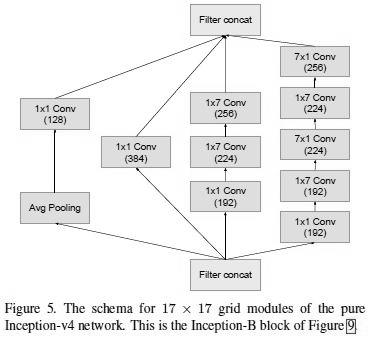 Filter concat
7x1 Conv
(256)
1x1 Conv
(128)
1x7 Conv
(256)
1x7 Conv
(224)
1x1 Conv
(384)
1x7 Conv
(224)
7x1 Conv
(224)
Avg Pooling
1x1 Conv
(192)
1x7 Conv
(192)
1x1 Conv
(192)
Filter concat
Figure 5. The schema for 17 × 17 grid modules of the pure
Inception-v4 network. This is the Inception-B block of Figure 9.